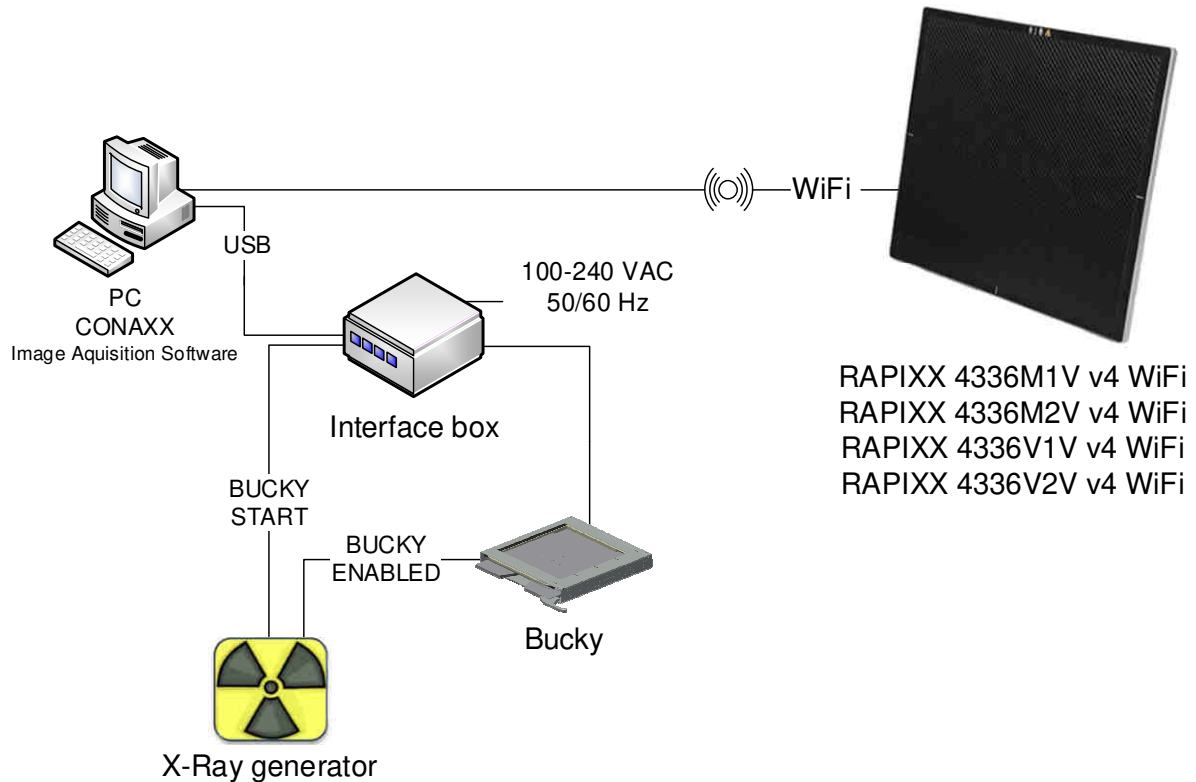 WiFi
USB
100-240 VAC
50/60 Hz
PC
CONAXX
Image Aquisition Software
RAPIXX 4336M1V v4 WiFi
RAPIXX 4336M2V v4 WiFi
RAPIXX 4336V1V v4 WiFi
RAPIXX 4336V2V v4 WiFi
Interface box
BUCKY
START
BUCKY
ENABLED
Bucky
X-Ray generator